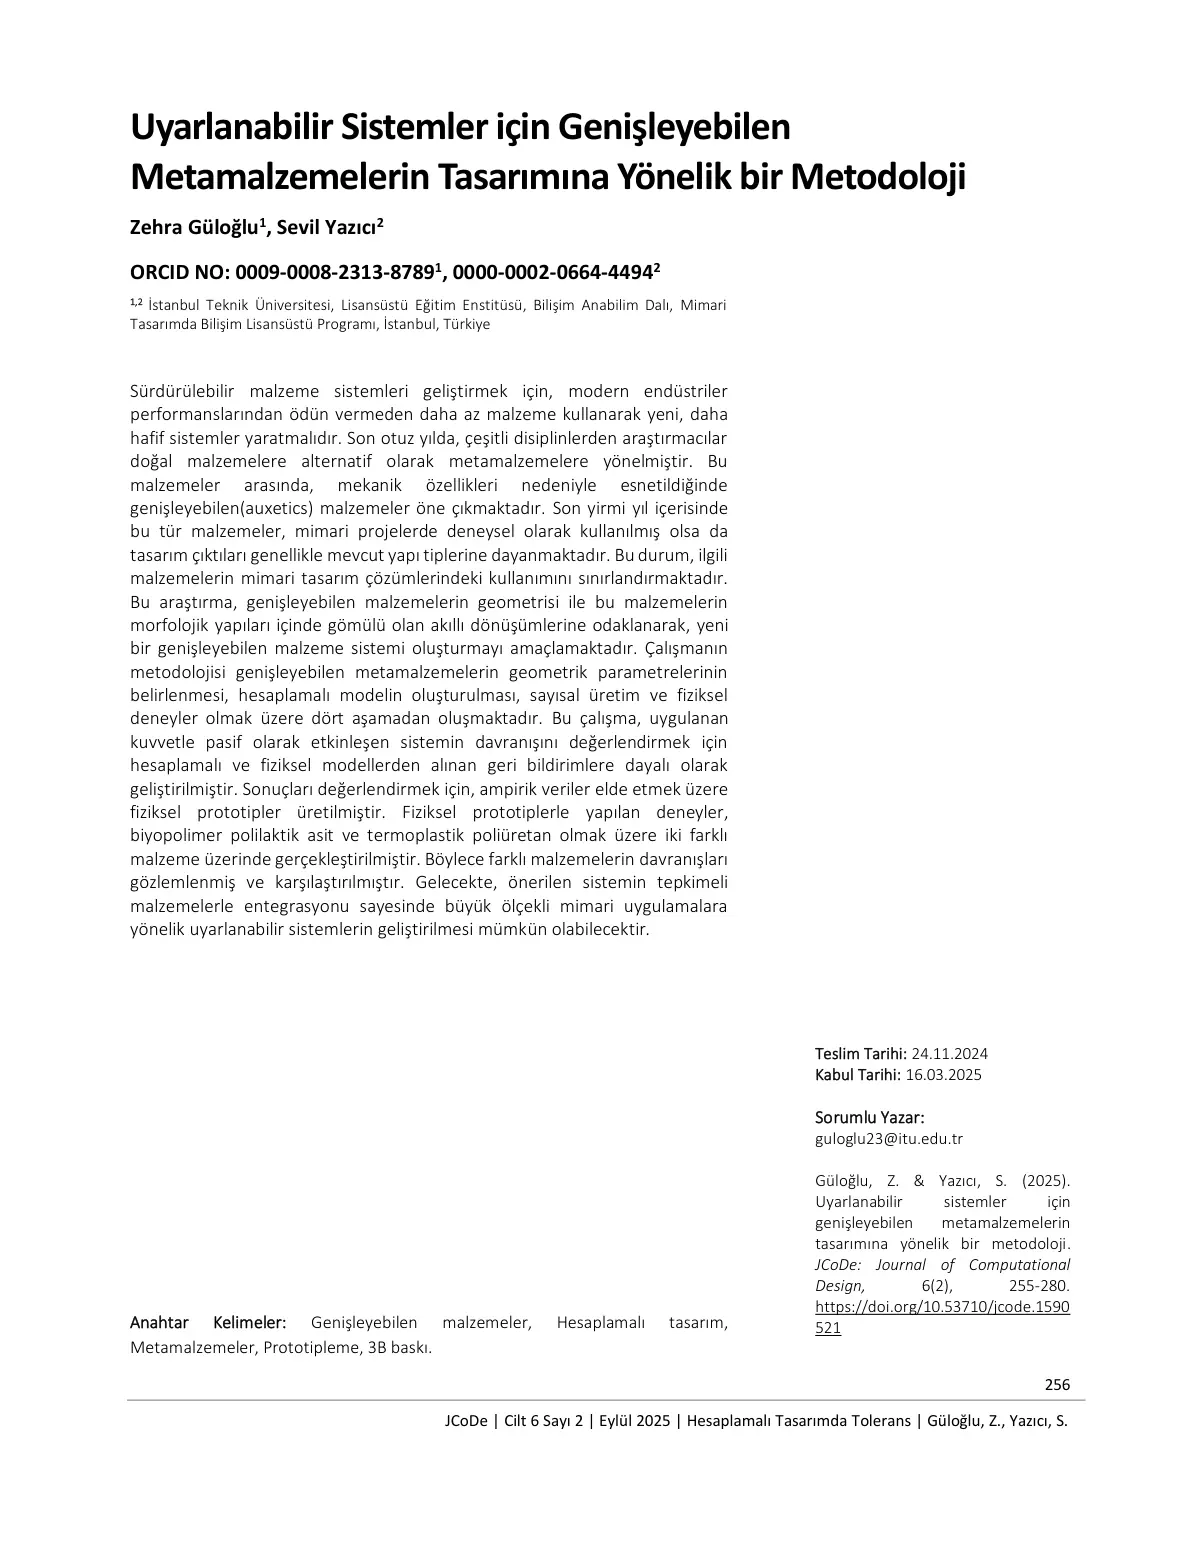 Uyarlanabilir Sistemler için Genişleyebilen
Metamalzemelerin Tasarımına Yönelik bir Metodoloji
Zehra Güloğlu¹, Sevil Yazıcı²
ORCID NO: 0009-0008-2313-8789¹, 0000-0002-0664-4494²
¹,² İstanbul Teknik Üniversitesi, Lisansüstü Eğitim Enstitüsü, Bilişim Anabilim Dalı, Mimari
Tasarımda Bilişim Lisansüstü Programı, İstanbul, Türkiye
Sürdürülebilir malzeme sistemleri geliştirmek için, modern endüstriler
performanslarından ödün vermeden daha az malzeme kullanarak yeni, daha
hafif sistemler yaratmalıdır. Son otuz yılda, çeşitli disiplinlerden araştırmacılar
doğal malzemelere alternatif olarak metamalzemelere yönelmiştir. Bu
malzemeler arasında, mekanik özellikleri nedeniyle esnetildiğinde
genişleyebilen(auxetics) malzemeler öne çıkmaktadır. Son yirmi yıl içerisinde
bu tür malzemeler, mimari projelerde deneysel olarak kullanılmış olsa da
tasarım çıktıları genellikle mevcut yapı tiplerine dayanmaktadır. Bu durum, ilgili
malzemelerin mimari tasarım çözümlerindeki kullanımını sınırlandırmaktadır.
Bu araştırma, genişleyebilen malzemelerin geometrisi ile bu malzemelerin
morfolojik yapıları içinde gömülü olan akıllı dönüşümlerine odaklanarak, yeni
bir genişleyebilen malzeme sistemi oluşturmayı amaçlamaktadır. Çalışmanın
metodolojisi genişleyebilen metamalzemelerin geometrik parametrelerinin
belirlenmesi, hesaplamalı modelin oluşturulması, sayısal üretim ve fiziksel
deneyler olmak üzere dört aşamadan oluşmaktadır. Bu çalışma, uygulanan
kuvvetle pasif olarak etkinleşen sistemin davranışını değerlendirmek için
hesaplamalı ve fiziksel modellerden alınan geri bildirimlere dayalı olarak
geliştirilmiştir. Sonuçları değerlendirmek için, ampirik veriler elde etmek üzere
fiziksel prototipler üretilmiştir. Fiziksel prototiplerle yapılan deneyler,
biyopolimer polilaktik asit ve termoplastik poliüretan olmak üzere iki farklı
malzeme üzerinde gerçekleştirilmiştir. Böylece farklı malzemelerin davranışları
gözlemlenmiş ve karşılaştırılmıştır. Gelecekte, önerilen sistemin tepkimeli
malzemelerle entegrasyonu sayesinde büyük ölçekli mimari uygulamalara
yönelik uyarlanabilir sistemlerin geliştirilmesi mümkün olabilecektir.
Teslim Tarihi: 24.11.2024
Kabul Tarihi: 16.03.2025
Sorumlu Yazar:
guloglu23@itu.edu.tr
Güloğlu, Z. & Yazıcı, S. (2025).
Uyarlanabilir sistemler için
genişleyebilen metamalzemelerin
tasarımına yönelik bir metodoloji.
JCoDe: Journal of Computational
Design, 6(2), 255-280.
https://doi.org/10.53710/jcode.1590
521
Anahtar Kelimeler: Genişleyebilen malzemeler, Hesaplamalı tasarım,
Metamalzemeler, Prototipleme, 3B baskı.
256
JCoDe | Cilt 6 Sayı 2 | Eylül 2025 | Hesaplamalı Tasarımda Tolerans | Güloğlu, Z., Yazıcı, S.